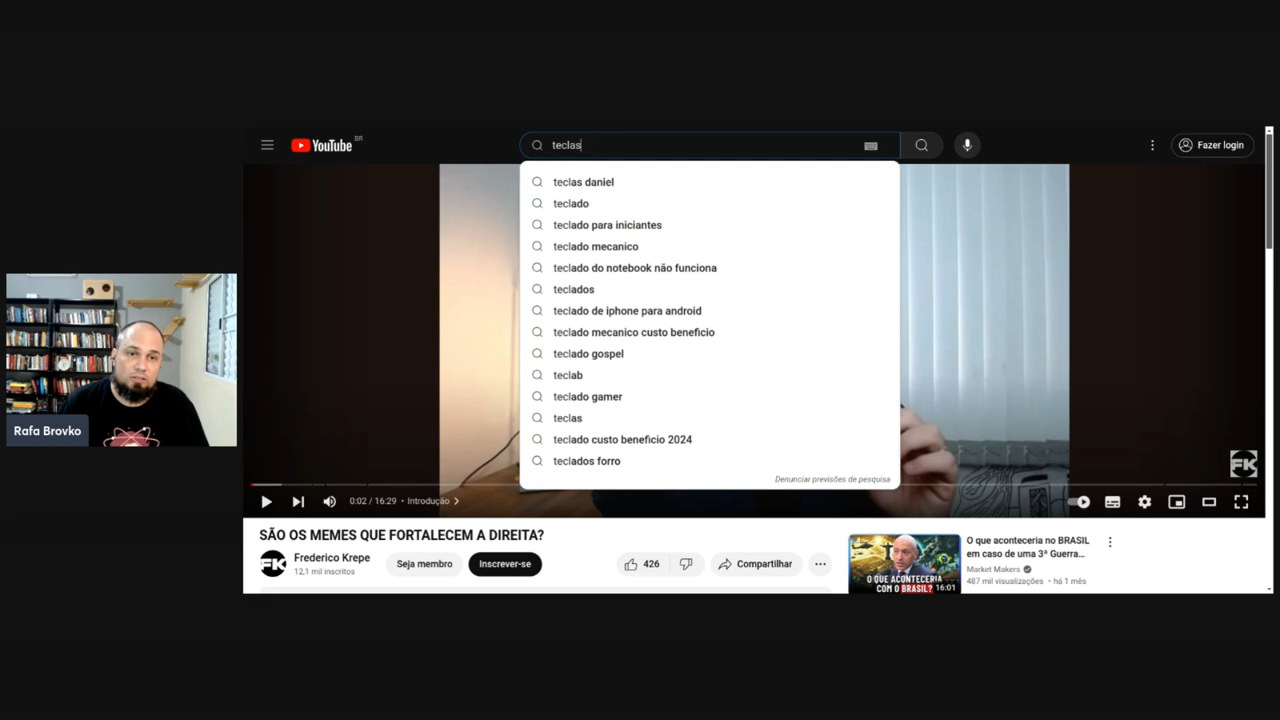 YouTube BR
teclas
Fazer login
teclas daniel
teclado
teclado para iniciantes
teclado mecanico
teclado do notebook não funciona
teclados
teclado de iphone para android
teclado mecanico custo beneficio
teclado gospel
teclab
teclado gamer
teclas
teclado custo beneficio 2024
teclados forro
Denunciar previsões de pesquisa
Rafa Brovko
FK
0:02 / 16:29 • Introdução
SÃO OS MEMES QUE FORTALECEM A DIREITA?
FK
Frederico Krepe
12,1 mil inscritos
Seja membro
Inscrever-se
426
Compartilhar
O QUE ACONTECERIA
COM O BRASIL?
16:01
O que aconteceria no BRASIL
em caso de uma 3ª Guerra...
Market Makers
487 mil visualizações • há 1 mês